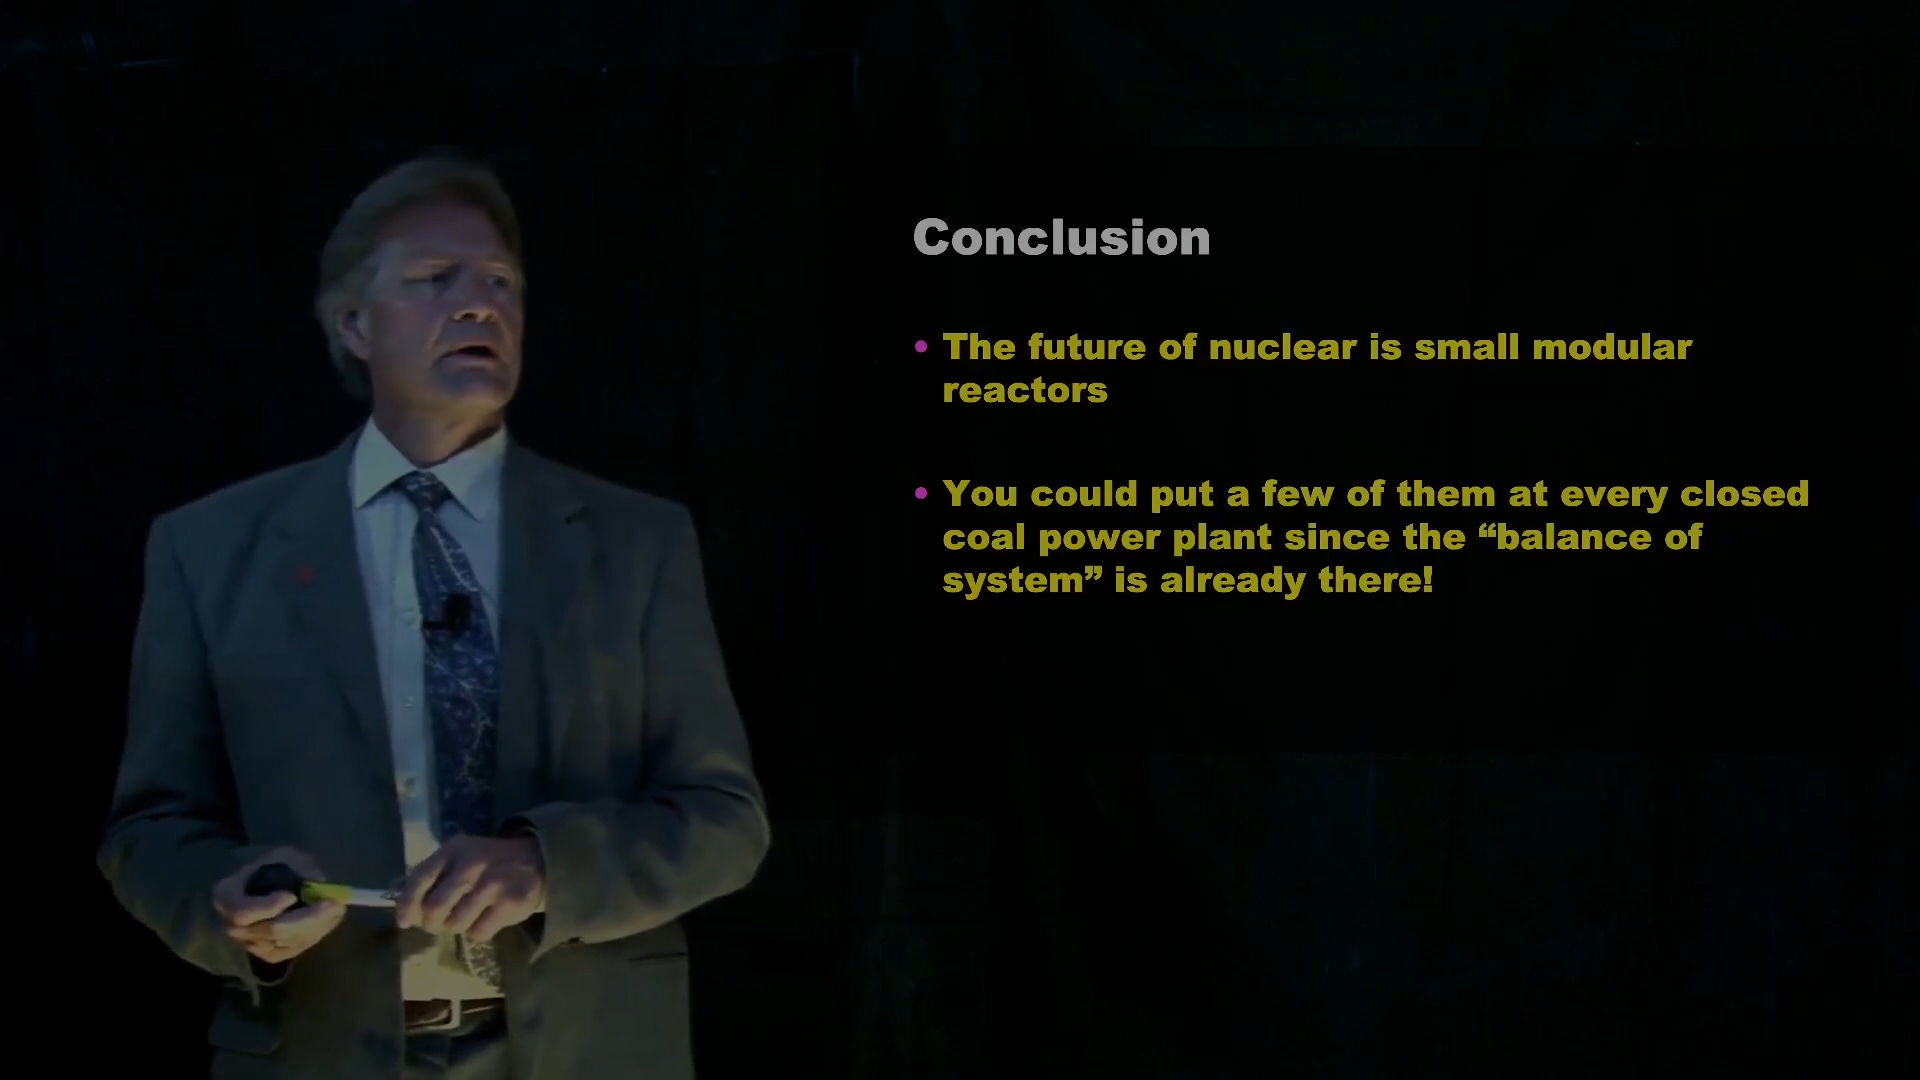 Conclusion
• The future of nuclear is small modular
reactors
• You could put a few of them at every closed
coal power plant since the “balance of
system” is already there!